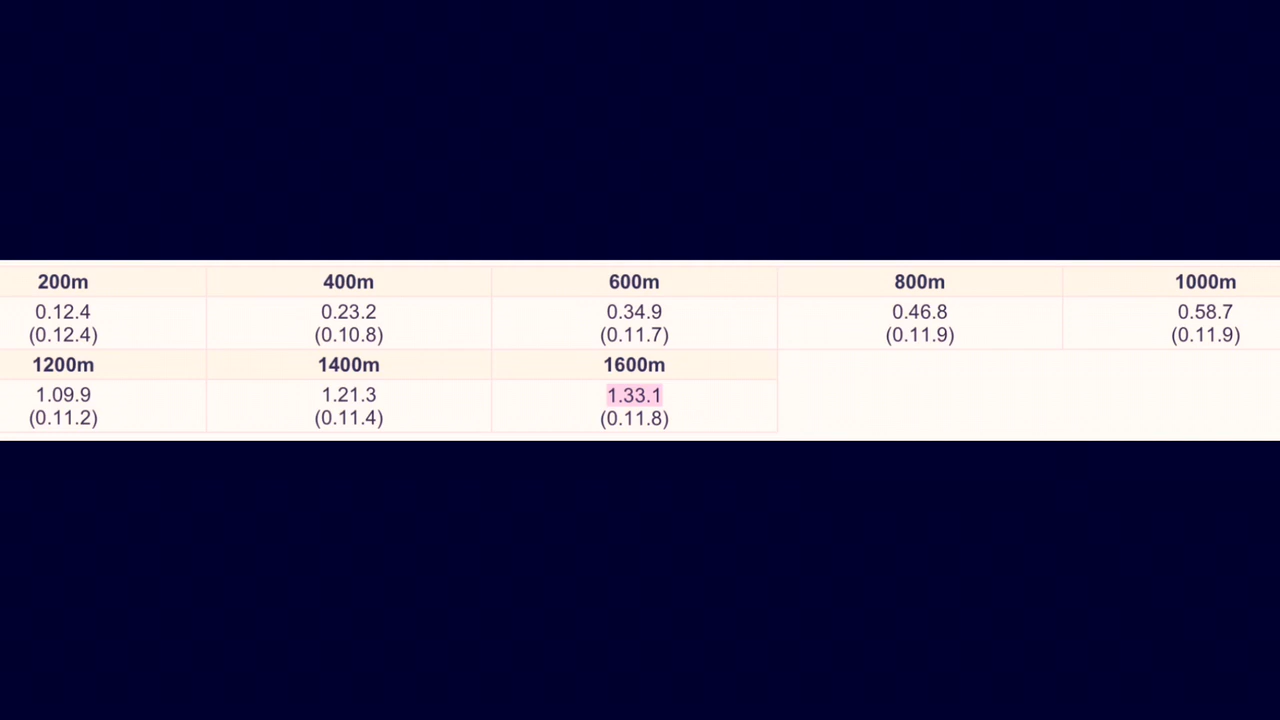 200m 400m 600m 800m 1000m
0.12.4 0.23.2 0.34.9 0.46.8 0.58.7
(0.12.4) (0.10.8) (0.11.7) (0.11.9) (0.11.9)
1200m 1400m 1600m
1.09.9 1.21.3 1.33.1
(0.11.2) (0.11.4) (0.11.8)